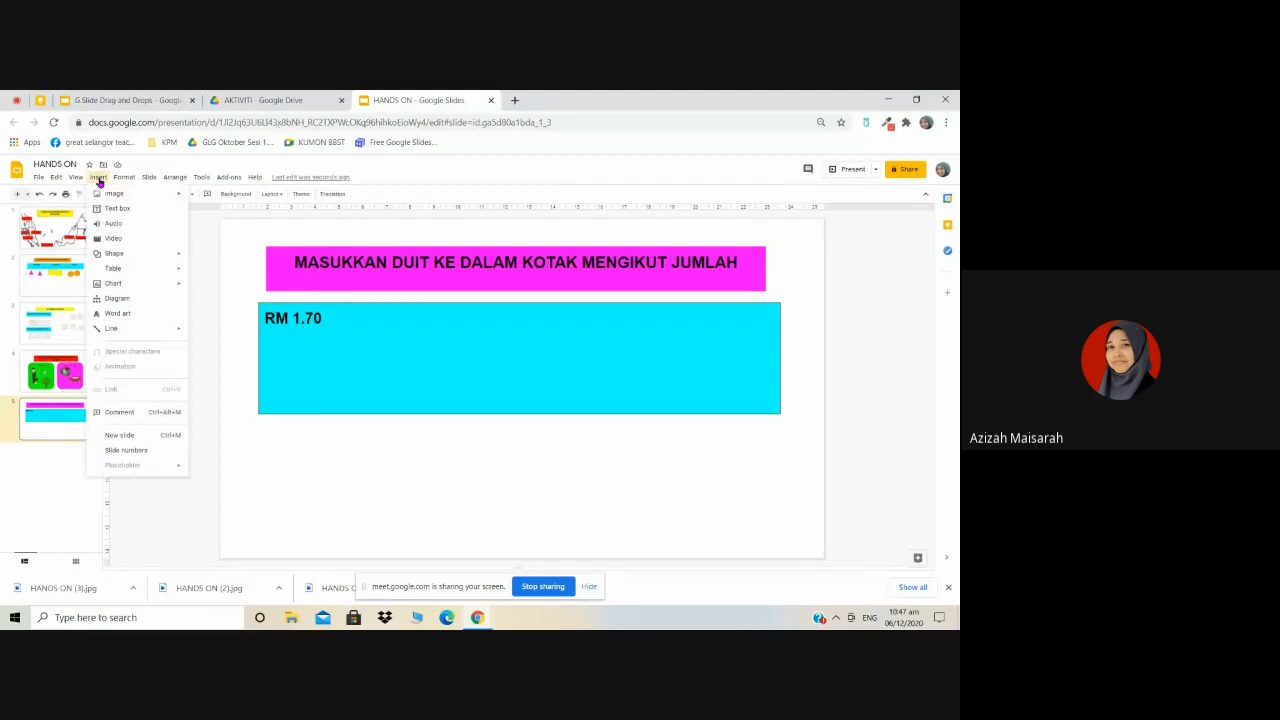 G.Slide Drag and Drops - Googl
AKTIVITI - Google Drive
HANDS ON - Google Slides
docs.google.com/presentation/d/1Jl2Jq63U6Ll43x8bNH_RC2TXPWcOKq96hihkoEioWy4/edit#slide=id.ga5d80a1bda_1_3
Apps
great selangor teac...
KPM
GLG Oktober Sesi 1...
KUMON BBST
Free Google Slides...
HANDS ON
File Edit View Insert Format Slide Arrange Tools Add-ons Help Last edit was seconds ago
Present
Share
Background Layout Theme Transition
Image
Text box
Audio
Video
Shape
Table
Chart
Diagram
Word art
Line
Special characters
Animation
Link Ctrl+K
Comment Ctrl+Alt+M
New slide Ctrl+M
Slide numbers
Placeholder
MASUKKAN DUIT KE DALAM KOTAK MENGIKUT JUMLAH
RM 1.70
Azizah Maisarah
HANDS ON (3).jpg
HANDS ON (2).jpg
HANDS O
meet.google.com is sharing your screen.
Stop sharing
Hide
Show all
Type here to search
ENG
10:47 am
06/12/2020